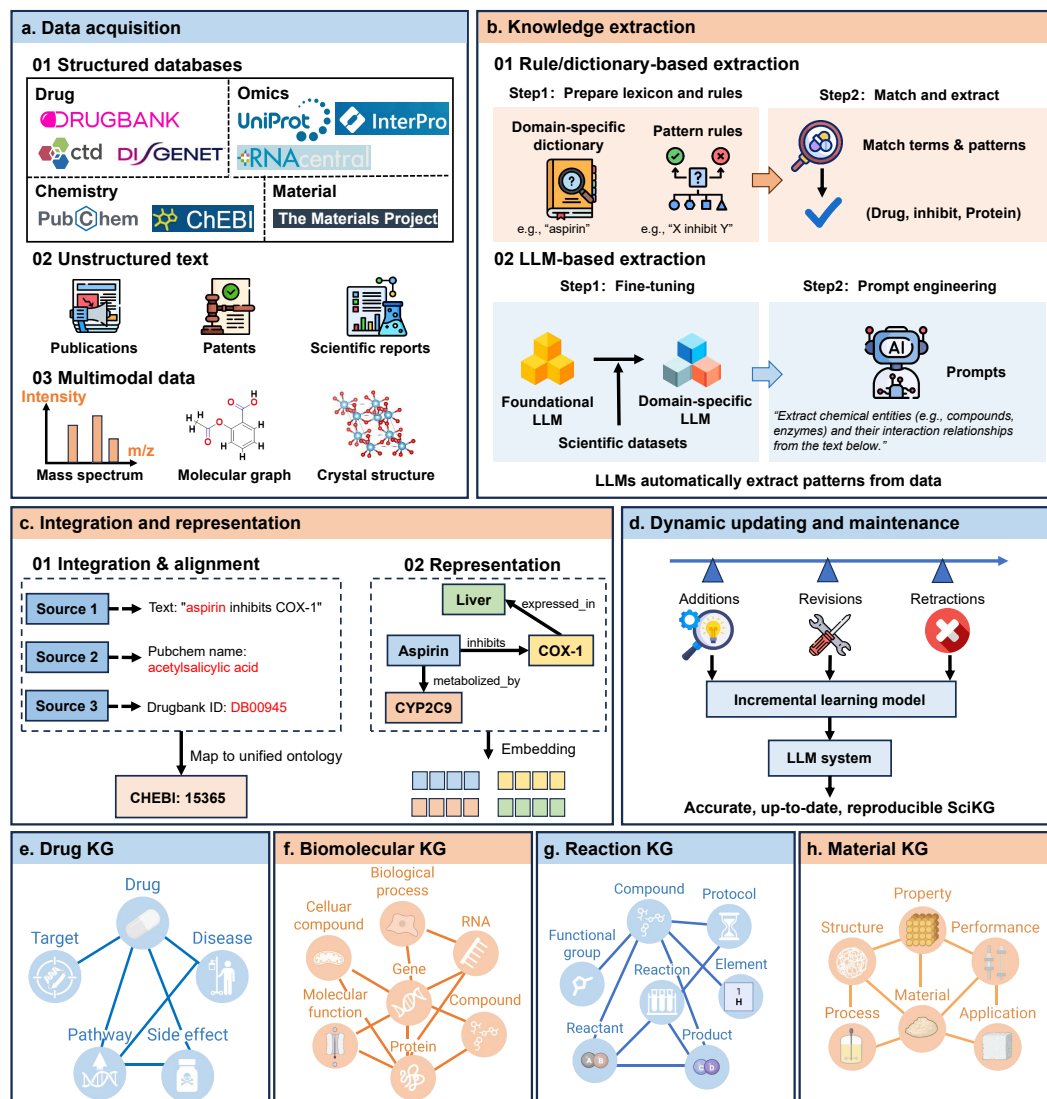 a. Data acquisition
01 Structured databases
Drug
DRUGBANK
ctd
DISGENET
Omics
UniProt
InterPro
RNAcentral
Chemistry
PubChem
ChEBI
Material
The Materials Project
02 Unstructured text
Publications
Patents
Scientific reports
03 Multimodal data
Intensity
m/z
Mass spectrum
H
O
O
O
OH
H
H
H
H
Molecular graph
Crystal structure
b. Knowledge extraction
01 Rule/dictionary-based extraction
Step1: Prepare lexicon and rules
Domain-specific
dictionary
?
e.g., “aspirin”
Pattern rules
?
e.g., “X inhibit Y”
Step2: Match and extract
Match terms & patterns
(Drug, inhibit, Protein)
02 LLM-based extraction
Step1: Fine-tuning
Foundational
LLM
Domain-specific
LLM
Scientific datasets
Step2: Prompt engineering
AI
Prompts
“Extract chemical entities (e.g., compounds,
enzymes) and their interaction relationships
from the text below.”
LLMs automatically extract patterns from data
c. Integration and representation
01 Integration & alignment
Source 1
Text: "aspirin inhibits COX-1"
Source 2
Pubchem name:
acetylsalicylic acid
Source 3
Drugbank ID: DB00945
Map to unified ontology
CHEBI: 15365
02 Representation
Liver
expressed_in
Aspirin
inhibits
COX-1
metabolized_by
CYP2C9
Embedding
d. Dynamic updating and maintenance
Additions
Revisions
Retractions
Incremental learning model
LLM system
Accurate, up-to-date, reproducible SciKG
e. Drug KG
Drug
Target
Disease
Pathway
Side effect
f. Biomolecular KG
Biological
process
Celluar
compound
RNA
Gene
Molecular
function
Compound
Protein
g. Reaction KG
Compound
Protocol
Functional
group
Reaction
Element
1
H
Reactant
A B
Product
C D
h. Material KG
Property
Structure
Performance
Material
Process
Application